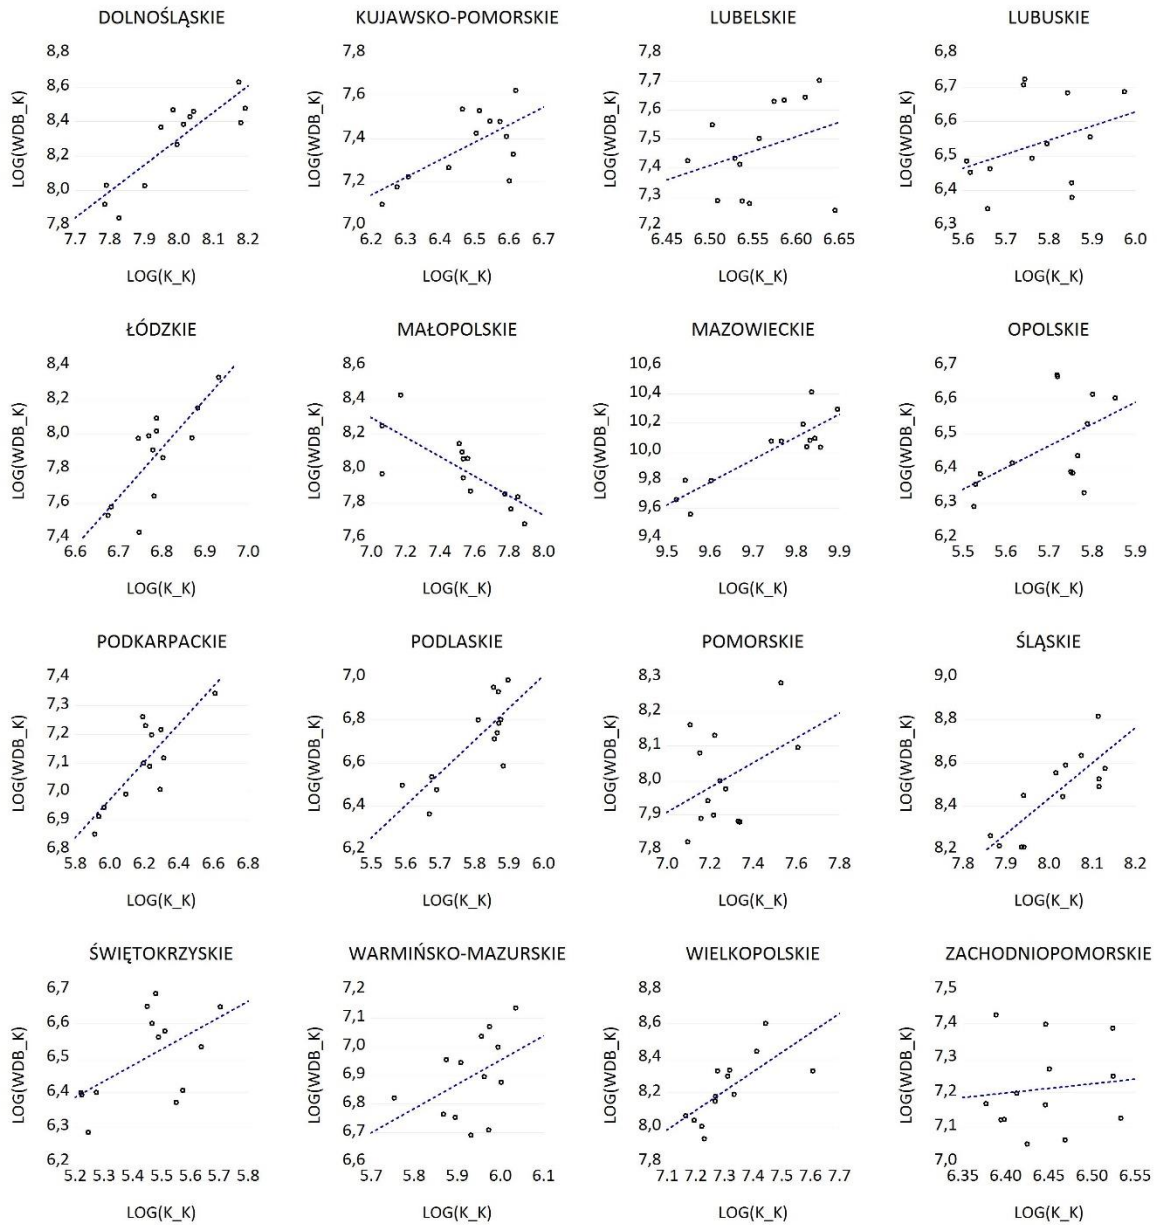 DOLNOŚLĄSKIE
LOG(WDB_K)
8,8
8,6
8,4
8,2
8,0
7,8
7.7 7.8 7.9 8.0 8.1 8.2
LOG(K_K)
KUJAWSKO-POMORSKIE
LOG(WDB_K)
7,8
7,6
7,4
7,2
7,0
6.2 6.3 6.4 6.5 6.6 6.7
LOG(K_K)
LUBELSKIE
LOG(WDB_K)
7,8
7,7
7,6
7,5
7,4
7,3
7,2
6.45 6.50 6.55 6.60 6.65
LOG(K_K)
LUBUSKIE
LOG(WDB_K)
6,8
6,7
6,6
6,5
6,4
6,3
5.6 5.7 5.8 5.9 6.0
LOG(K_K)
ŁÓDZKIE
LOG(WDB_K)
8,4
8,2
8,0
7,8
7,6
7,4
6.6 6.7 6.8 6.9 7.0
LOG(K_K)
MAŁOPOLSKIE
LOG(WDB_K)
8,6
8,4
8,2
8,0
7,8
7,6
7.0 7.2 7.4 7.6 7.8 8.0
LOG(K_K)
MAZOWIECKIE
LOG(WDB_K)
10,6
10,4
10,2
10,0
9,8
9,6
9,4
9.5 9.6 9.7 9.8 9.9
LOG(K_K)
OPOLSKIE
LOG(WDB_K)
6,7
6,6
6,5
6,4
6,3
6,2
5.5 5.6 5.7 5.8 5.9
LOG(K_K)
PODKARPACKIE
LOG(WDB_K)
7,4
7,3
7,2
7,1
7,0
6,9
6,8
5.8 6.0 6.2 6.4 6.6 6.8
LOG(K_K)
PODLASKIE
LOG(WDB_K)
7,0
6,8
6,6
6,4
6,2
5.5 5.6 5.7 5.8 5.9 6.0
LOG(K_K)
POMORSKIE
LOG(WDB_K)
8,3
8,2
8,1
8,0
7,9
7,8
7.0 7.2 7.4 7.6 7.8
LOG(K_K)
ŚLĄSKIE
LOG(WDB_K)
9,0
8,8
8,6
8,4
8,2
7.8 7.9 8.0 8.1 8.2
LOG(K_K)
ŚWIĘTOKRZYSKIE
LOG(WDB_K)
6,7
6,6
6,5
6,4
6,3
6,2
5.2 5.3 5.4 5.5 5.6 5.7 5.8
LOG(K_K)
WARMIŃSKO-MAZURSKIE
LOG(WDB_K)
7,2
7,1
7,0
6,9
6,8
6,7
6,6
5.7 5.8 5.9 6.0 6.1
LOG(K_K)
WIELKOPOLSKIE
LOG(WDB_K)
8,8
8,6
8,4
8,2
8,0
7,8
7.1 7.2 7.3 7.4 7.5 7.6 7.7
LOG(K_K)
ZACHODNIOPOMORSKIE
LOG(WDB_K)
7,5
7,4
7,3
7,2
7,1
7,0
6.35 6.40 6.45 6.50 6.55
LOG(K_K)